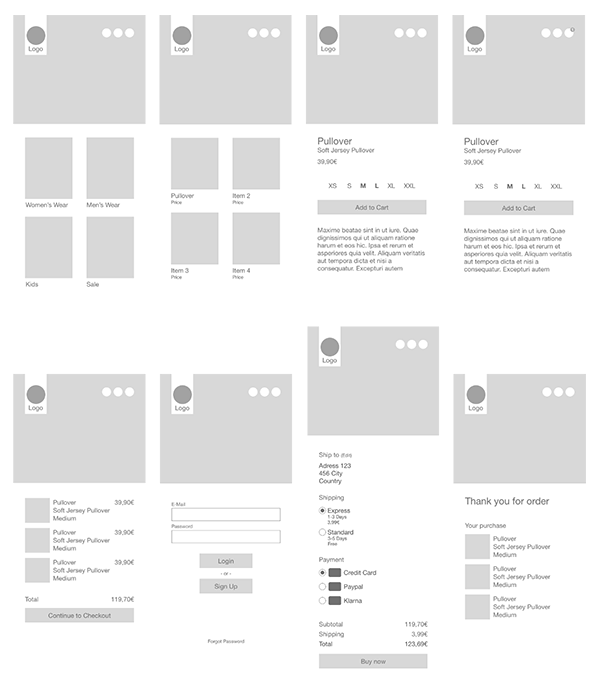 Logo
Women's Wear
Men's Wear
Kids
Sale
Logo
Pullover
Price
Item 2
Price
Item 3
Price
Item 4
Price
Logo
Pullover
Soft Jersey Pullover
39,90€
XS S M L XL XXL
Add to Cart
Maxime beatae sint in ut iure. Quae
dignissimos qui ut aliquam ratione
harum et eos hic. Ipsa et rerum et
asperiores quia velit. Aliquam veritatis
aut tempora dicta et nisi a
consequatur. Excepturi autem
Logo
Pullover
Soft Jersey Pullover
39,90€
XS S M L XL XXL
Add to Cart
Maxime beatae sint in ut iure. Quae
dignissimos qui ut aliquam ratione
harum et eos hic. Ipsa et rerum et
asperiores quia velit. Aliquam veritatis
aut tempora dicta et nisi a
consequatur. Excepturi autem
Logo
Pullover 39,90€
Soft Jersey Pullover
Medium
Pullover 39,90€
Soft Jersey Pullover
Medium
Pullover 39,90€
Soft Jersey Pullover
Medium
Total 119,70€
Continue to Checkout
Logo
E-Mail
Password
Login
- or -
Sign Up
Forgot Password
Logo
Ship to
Adress 123
456 City
Country
Shipping
Express
1-3 Days
3,99€
Standard
3-5 Days
Free
Payment
Credit Card
Paypal
Klarna
Subtotal 119,70€
Shipping 3,99€
Total 123,69€
Buy now
Logo
Thank you for order
Your purchase
Pullover
Soft Jersey Pullover
Medium
Pullover
Soft Jersey Pullover
Medium
Pullover
Soft Jersey Pullover
Medium